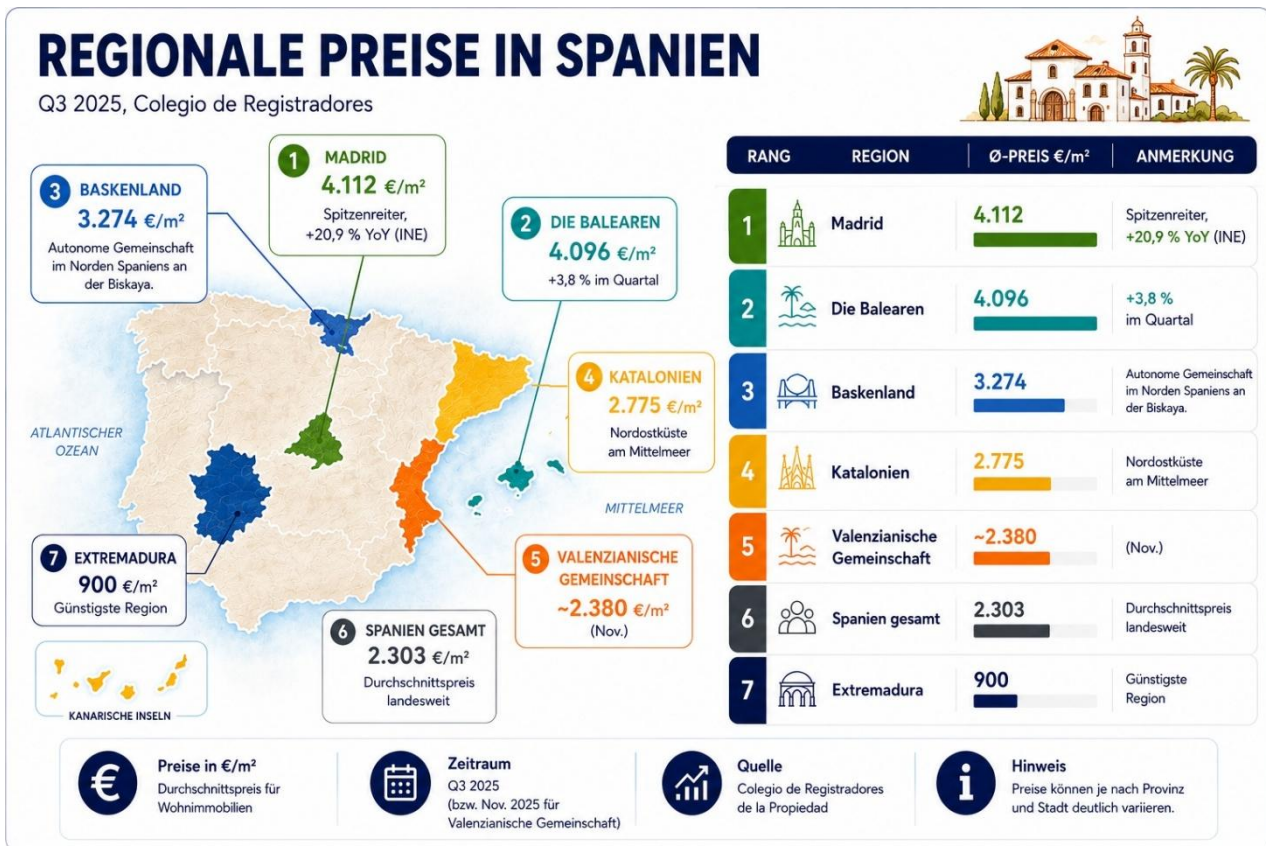 REGIONALE PREISE IN SPANIEN
Q3 2025, Colegio de Registradores
1 MADRID
4.112 €/m²
Spitzenreiter,
+20,9 % YoY (INE)
3 BASKENLAND
3.274 €/m²
Autonome Gemeinschaft
im Norden Spaniens an
der Biskaya.
2 DIE BALEAREN
4.096 €/m²
+3,8 % im Quartal
4 KATALONIEN
2.775 €/m²
Nordostküste
am Mittelmeer
ATLANTISCHER
OZEAN
MITTELMEER
7 EXTREMADURA
900 €/m²
Günstigste Region
5 VALENZIANISCHE
GEMEINSCHAFT
~2.380 €/m²
(Nov.)
6 SPANIEN GESAMT
2.303 €/m²
Durchschnittspreis
landesweit
KANARISCHE INSELN
RANG REGION Ø-PREIS €/m² ANMERKUNG
1 Madrid 4.112 Spitzenreiter,
+20,9 % YoY (INE)
2 Die Balearen 4.096 +3,8 %
im Quartal
3 Baskenland 3.274 Autonome Gemeinschaft
im Norden Spaniens an
der Biskaya.
4 Katalonien 2.775 Nordostküste
am Mittelmeer
5 Valenzianische
Gemeinschaft ~2.380 (Nov.)
6 Spanien gesamt 2.303 Durchschnittspreis
landesweit
7 Extremadura 900 Günstigste
Region
€ Preise in €/m²
Durchschnittspreis für
Wohnimmobilien
Zeitraum
Q3 2025
(bzw. Nov. 2025 für
Valenzianische Gemeinschaft)
Quelle
Colegio de Registradores
de la Propiedad
i Hinweis
Preise können je nach Provinz
und Stadt deutlich variieren.